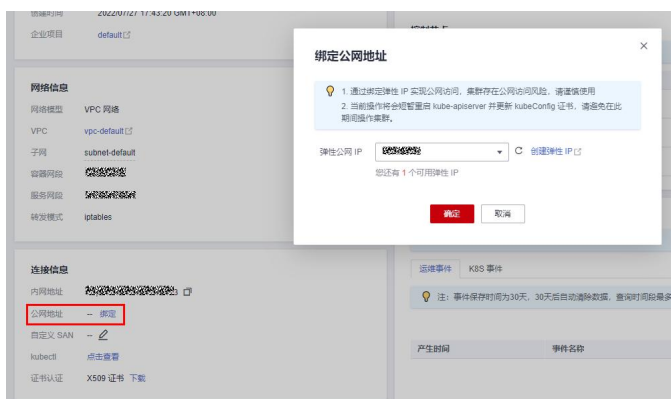 创建时间 2022/07/27 17:43:20 GMT+08:00
企业项目 default
网络信息
网络模型 VPC 网络
VPC vpc-default
子网 subnet-default
容器网段
服务网段
转发模式 iptables
连接信息
内网地址
公网地址 -- 绑定
自定义 SAN --
kubectl 点击查看
证书认证 X509 证书 下载
绑定公网地址
1. 通过绑定弹性 IP 实现公网访问，集群存在公网访问风险，请谨慎使用
2. 当前操作将会短暂重启 kube-apiserver 并更新 kubeConfig 证书，请避免在此
期间操作集群。
弹性公网 IP 创建弹性 IP
您还有 1 个可用弹性 IP
确定 取消
运维事件 K8S 事件
注：事件保存时间为30天，30天后自动清除数据，查询时间段最多
产生时间 事件名称